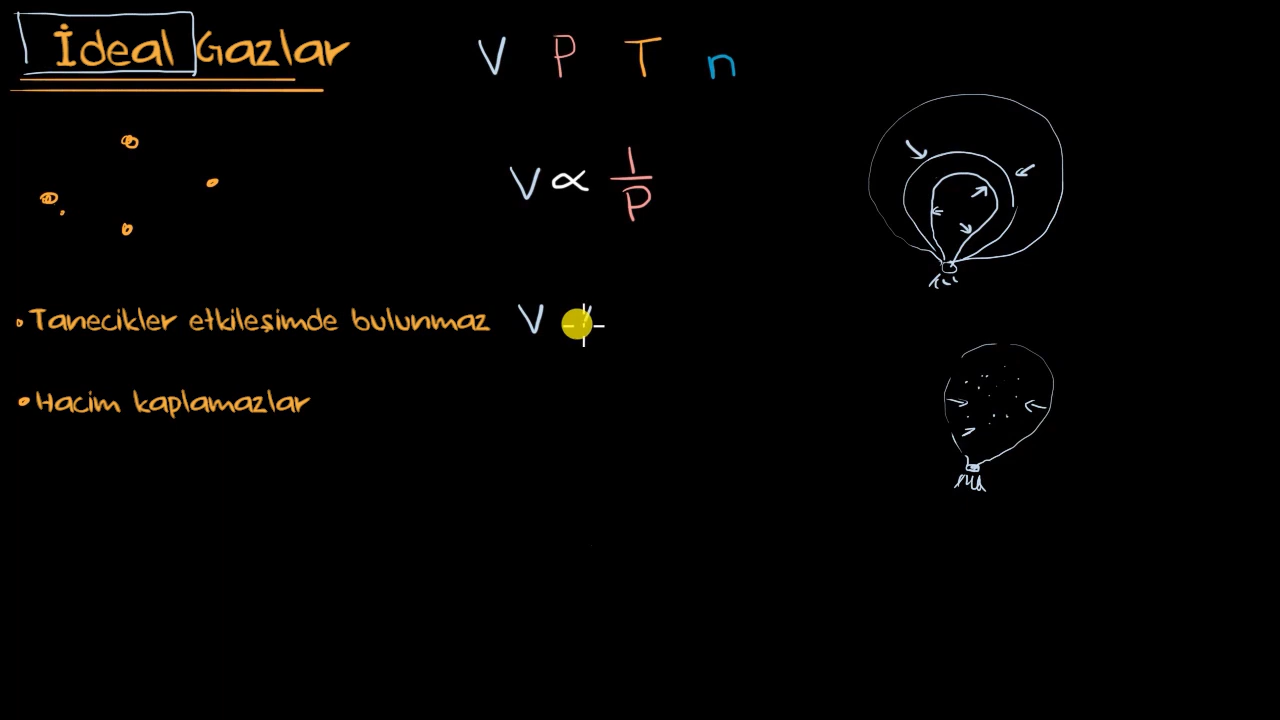 İdeal Gazlar
V P T n
V ∝ 1/P
• Tanecikler etkileşimde bulunmaz
V
• Hacim kaplamazlar